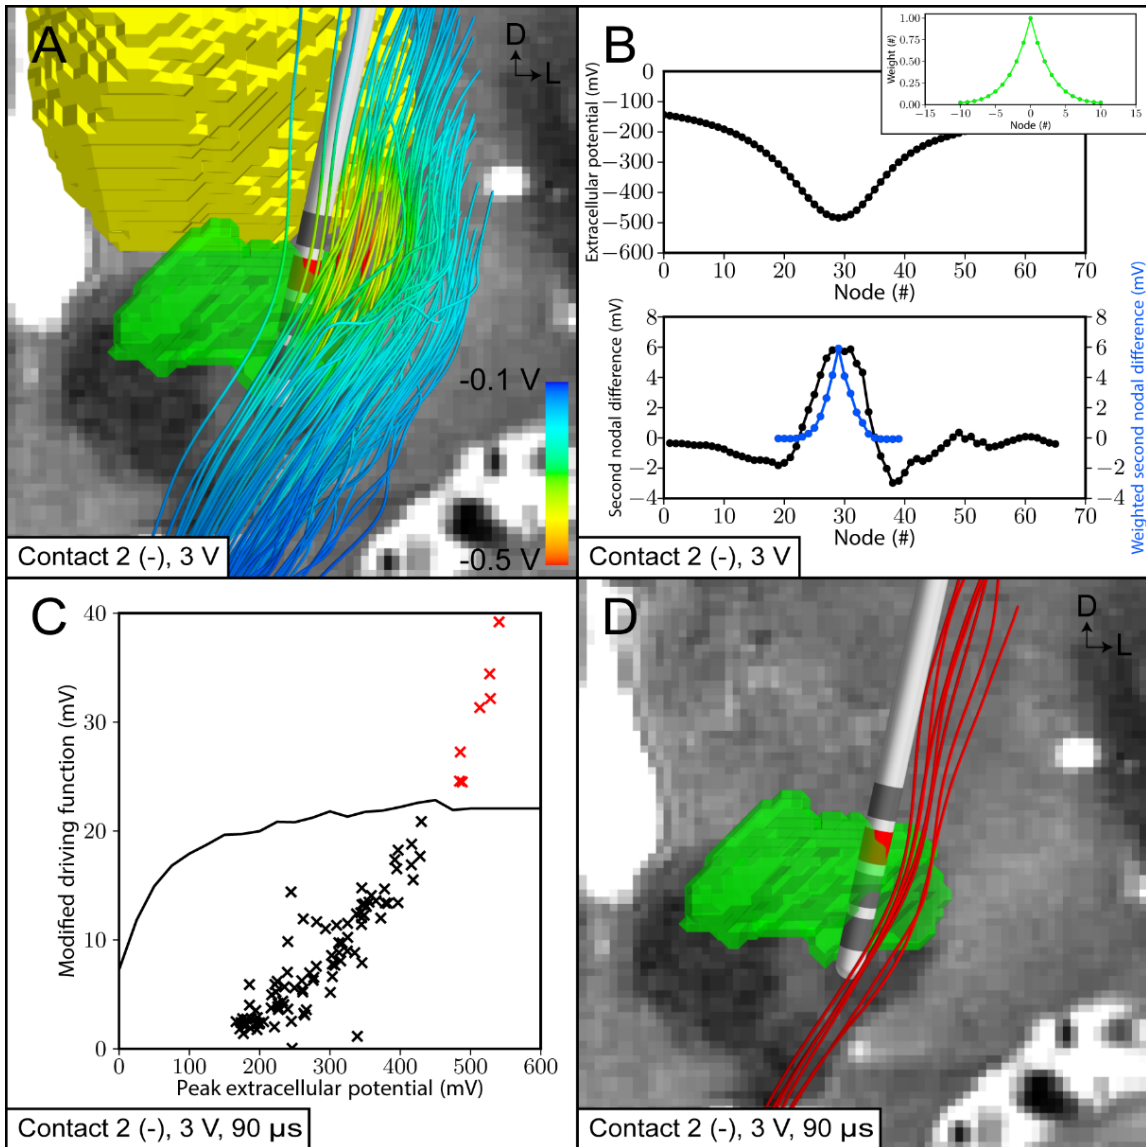 A
D
L
-0.1 V
-0.5 V
Contact 2 (-), 3 V
B
1.00
0.75
0.50
0.25
0.00
Weight (#)
−15 −10 −5 0 5 10 15
Node (#)
0
−100
−200
−300
−400
−500
−600
Extracellular potential (mV)
0 10 20 30 40 50 60 70
Node (#)
8
6
4
2
0
−2
−4
Second nodal difference (mV)
8
6
4
2
0
−2
−4
Weighted second nodal difference (mV)
0 10 20 30 40 50 60 70
Node (#)
Contact 2 (-), 3 V
C
40
30
20
10
0
Modified driving function (mV)
0 100 200 300 400 500 600
Peak extracellular potential (mV)
Contact 2 (-), 3 V, 90 µs
D
D
L
Contact 2 (-), 3 V, 90 µs